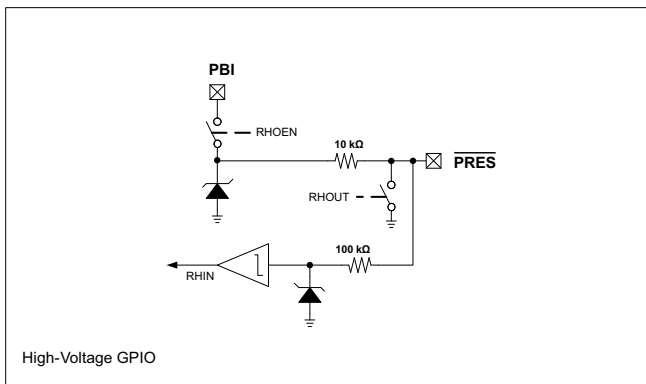 PBI
RHOEN
10 kΩ
PRES
RHOUT
100 kΩ
RHIN
High-Voltage GPIO